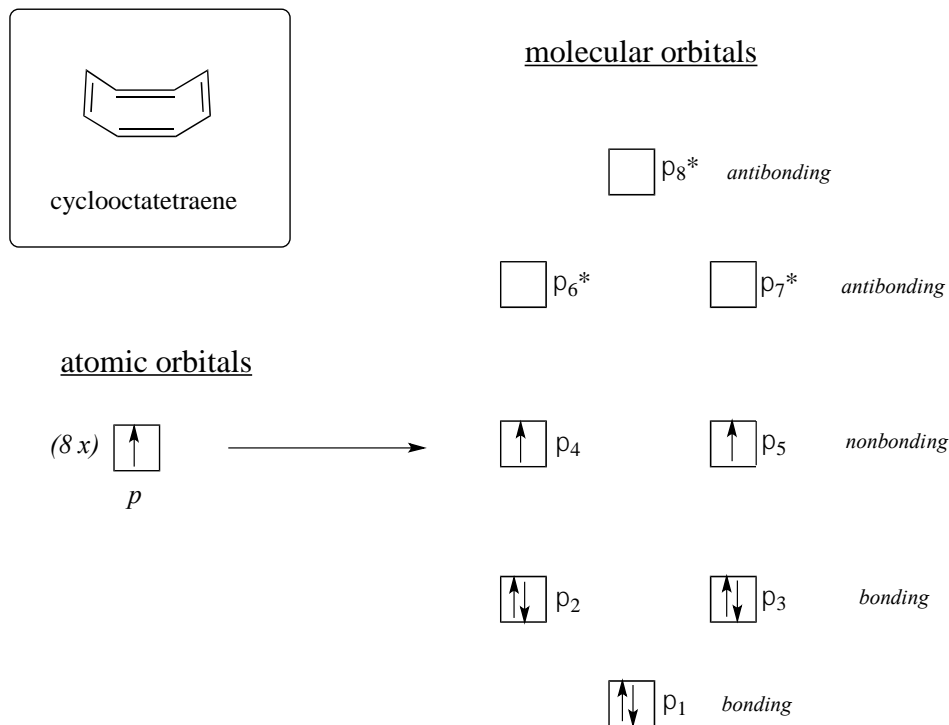 molecular orbitals
cyclooctatetraene
p8* antibonding
p6* p7* antibonding
atomic orbitals
(8 x) p4 p5 nonbonding
p
p2 p3 bonding
p1 bonding